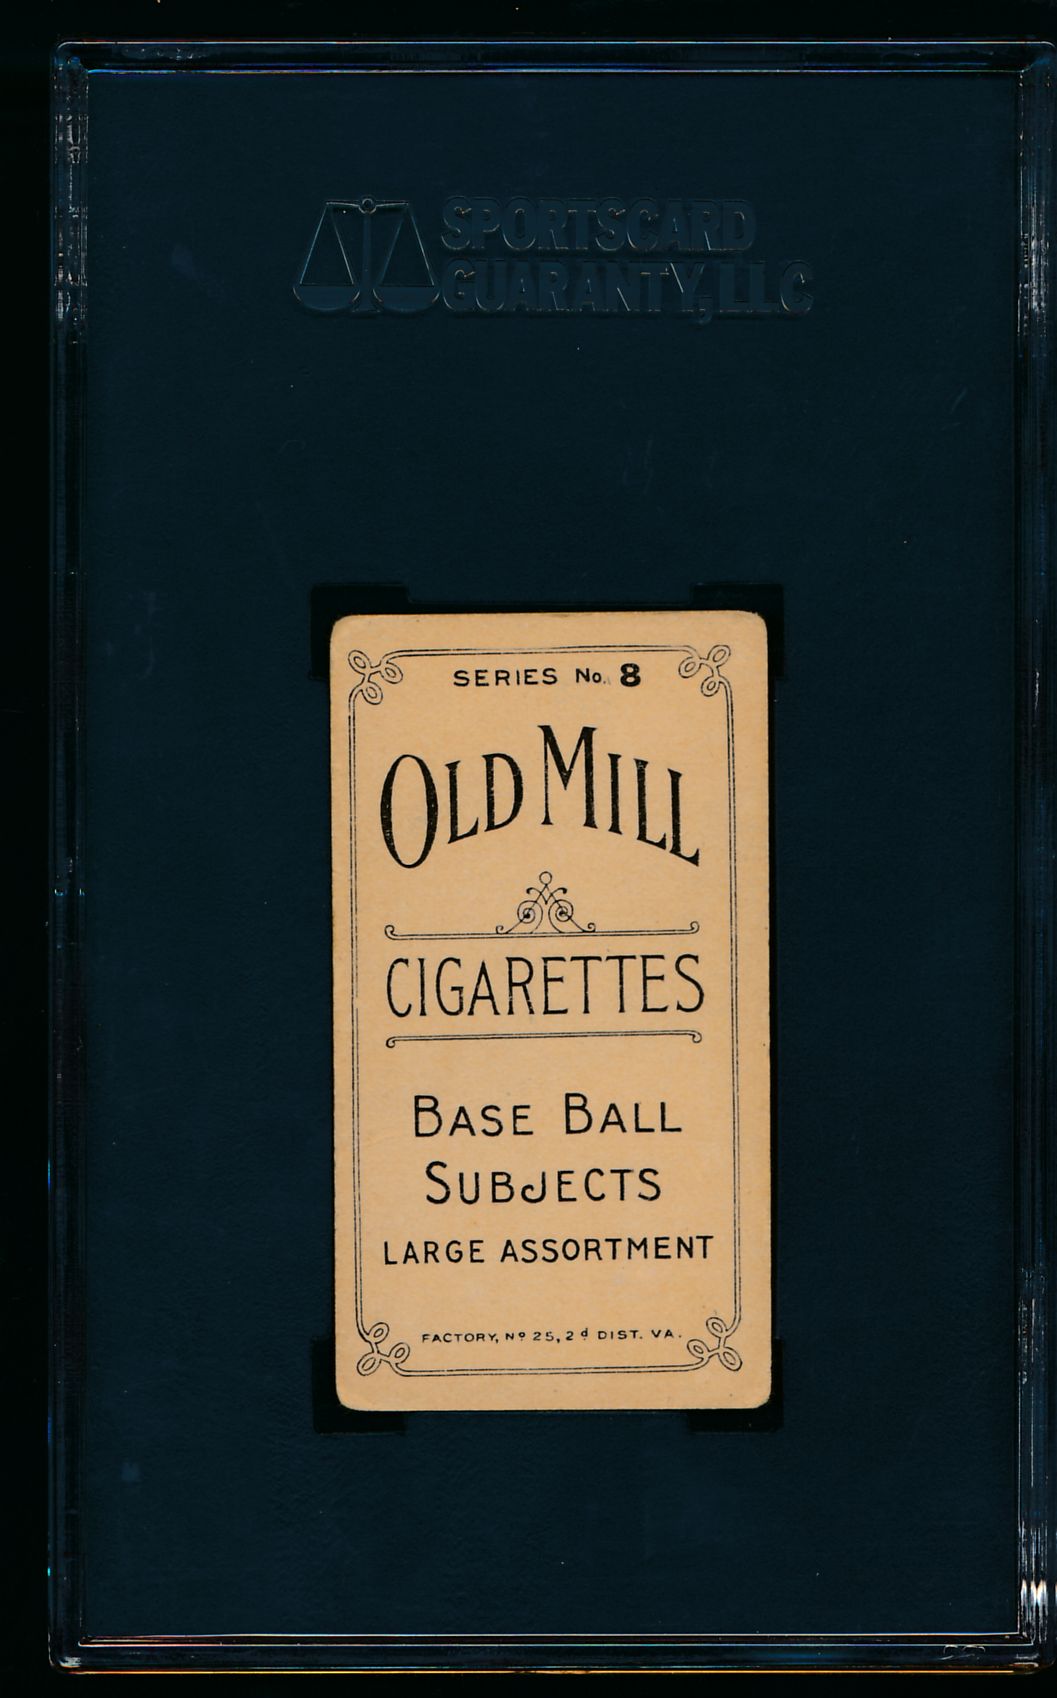 SPORTSCARD
GUARANTY, LLC
SERIES No. 8
OLD MILL
CIGARETTES
BASE BALL
SUBJECTS
LARGE ASSORTMENT
FACTORY, Nº 25, 2d DIST. VA.